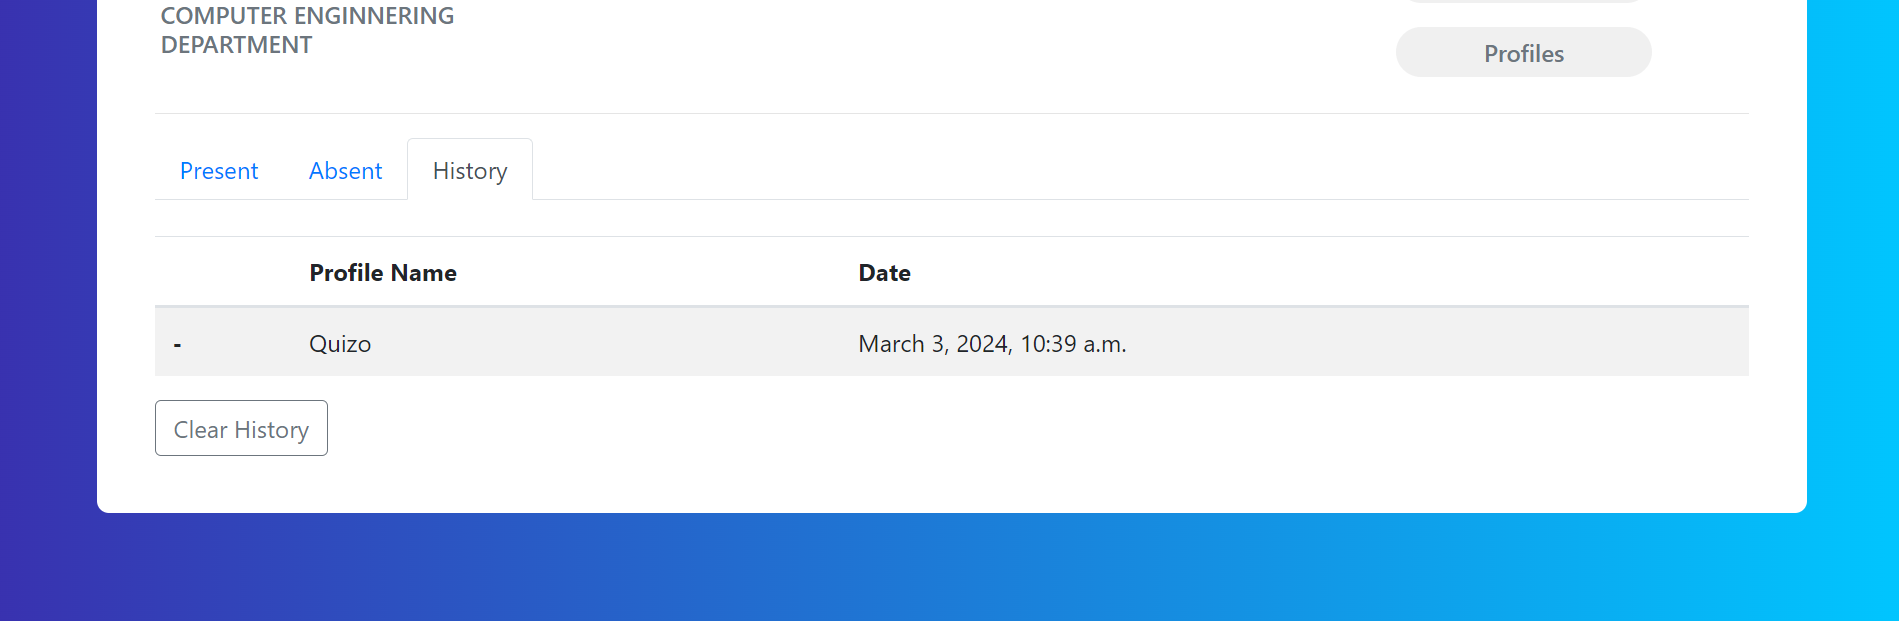 COMPUTER ENGINNERING
DEPARTMENT
Profiles
Present Absent History
Profile Name Date
- Quizo March 3, 2024, 10:39 a.m.
Clear History